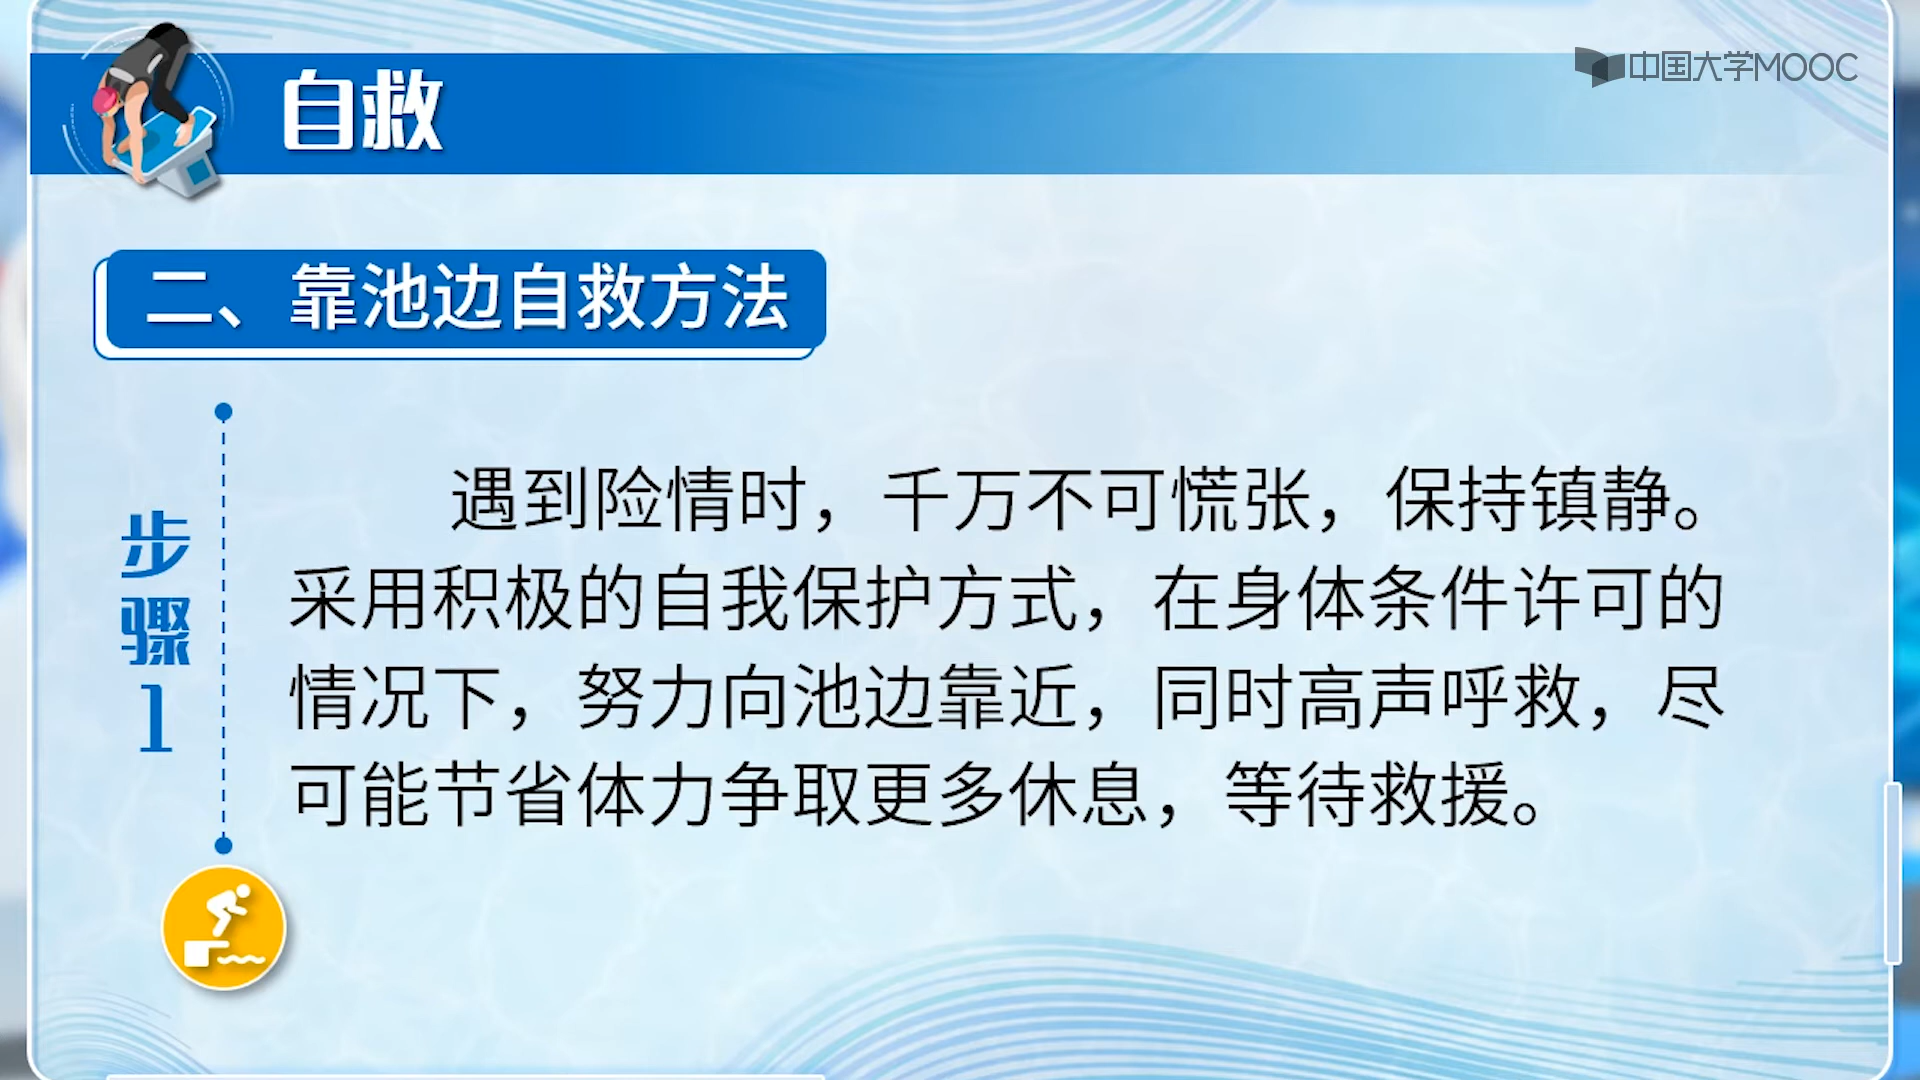 自救
中国大学MOOC
二、靠池边自救方法
步骤1
遇到险情时，千万不可慌张，保持镇静。
采用积极的自我保护方式，在身体条件许可的
情况下，努力向池边靠近，同时高声呼救，尽
可能节省体力争取更多休息，等待救援。